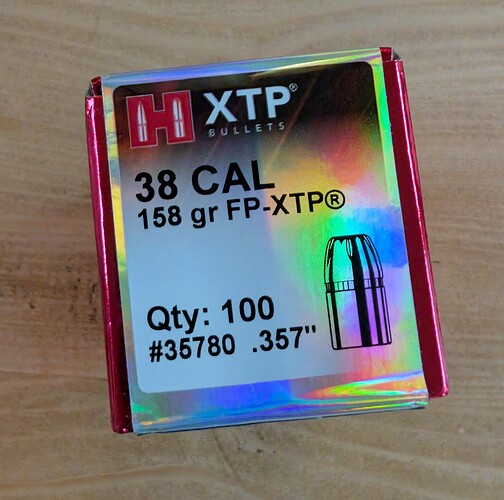 H XTP®
BULLETS
38 CAL
158 gr FP-XTP®
Qty: 100
#35780 .357"